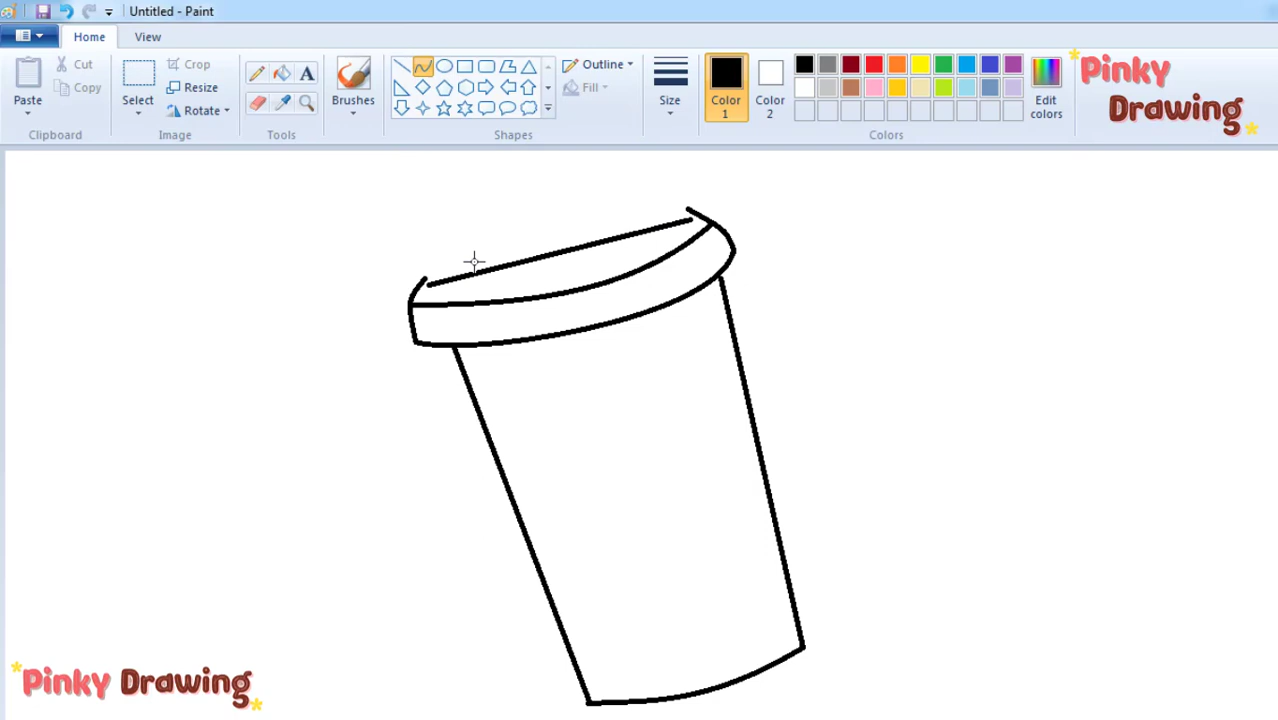 Untitled - Paint
Home View
Paste
Cut
Copy
Clipboard
Select
Crop
Resize
Rotate
Image
A
Tools
Brushes
Shapes
Outline
Fill
Size
Color
1
Color
2
Colors
Edit
colors
Pinky
Drawing
Pinky Drawing